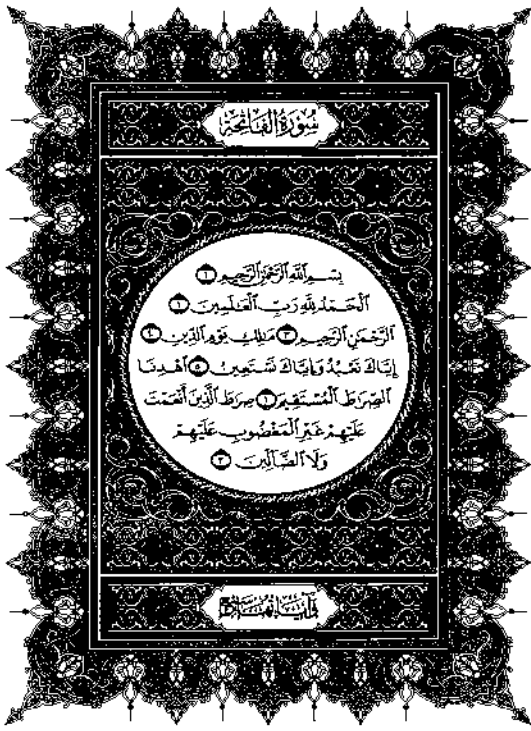 سُورَةُ الفَاتِحَةِ
بِسْمِ ٱللَّهِ ٱلرَّحْمَٰنِ ٱلرَّحِيمِ ١
ٱلْحَمْدُ لِلَّهِ رَبِّ ٱلْعَٰلَمِينَ ٢
ٱلرَّحْمَٰنِ ٱلرَّحِيمِ ٣ مَٰلِكِ يَوْمِ ٱلدِّينِ ٤
إِيَّاكَ نَعْبُدُ وَإِيَّاكَ نَسْتَعِينُ ٥ ٱهْدِنَا
ٱلصِّرَٰطَ ٱلْمُسْتَقِيمَ ٦ صِرَٰطَ ٱلَّذِينَ أَنْعَمْتَ
عَلَيْهِمْ غَيْرِ ٱلْمَغْضُوبِ عَلَيْهِمْ
وَلَا ٱلضَّآلِّينَ ٧